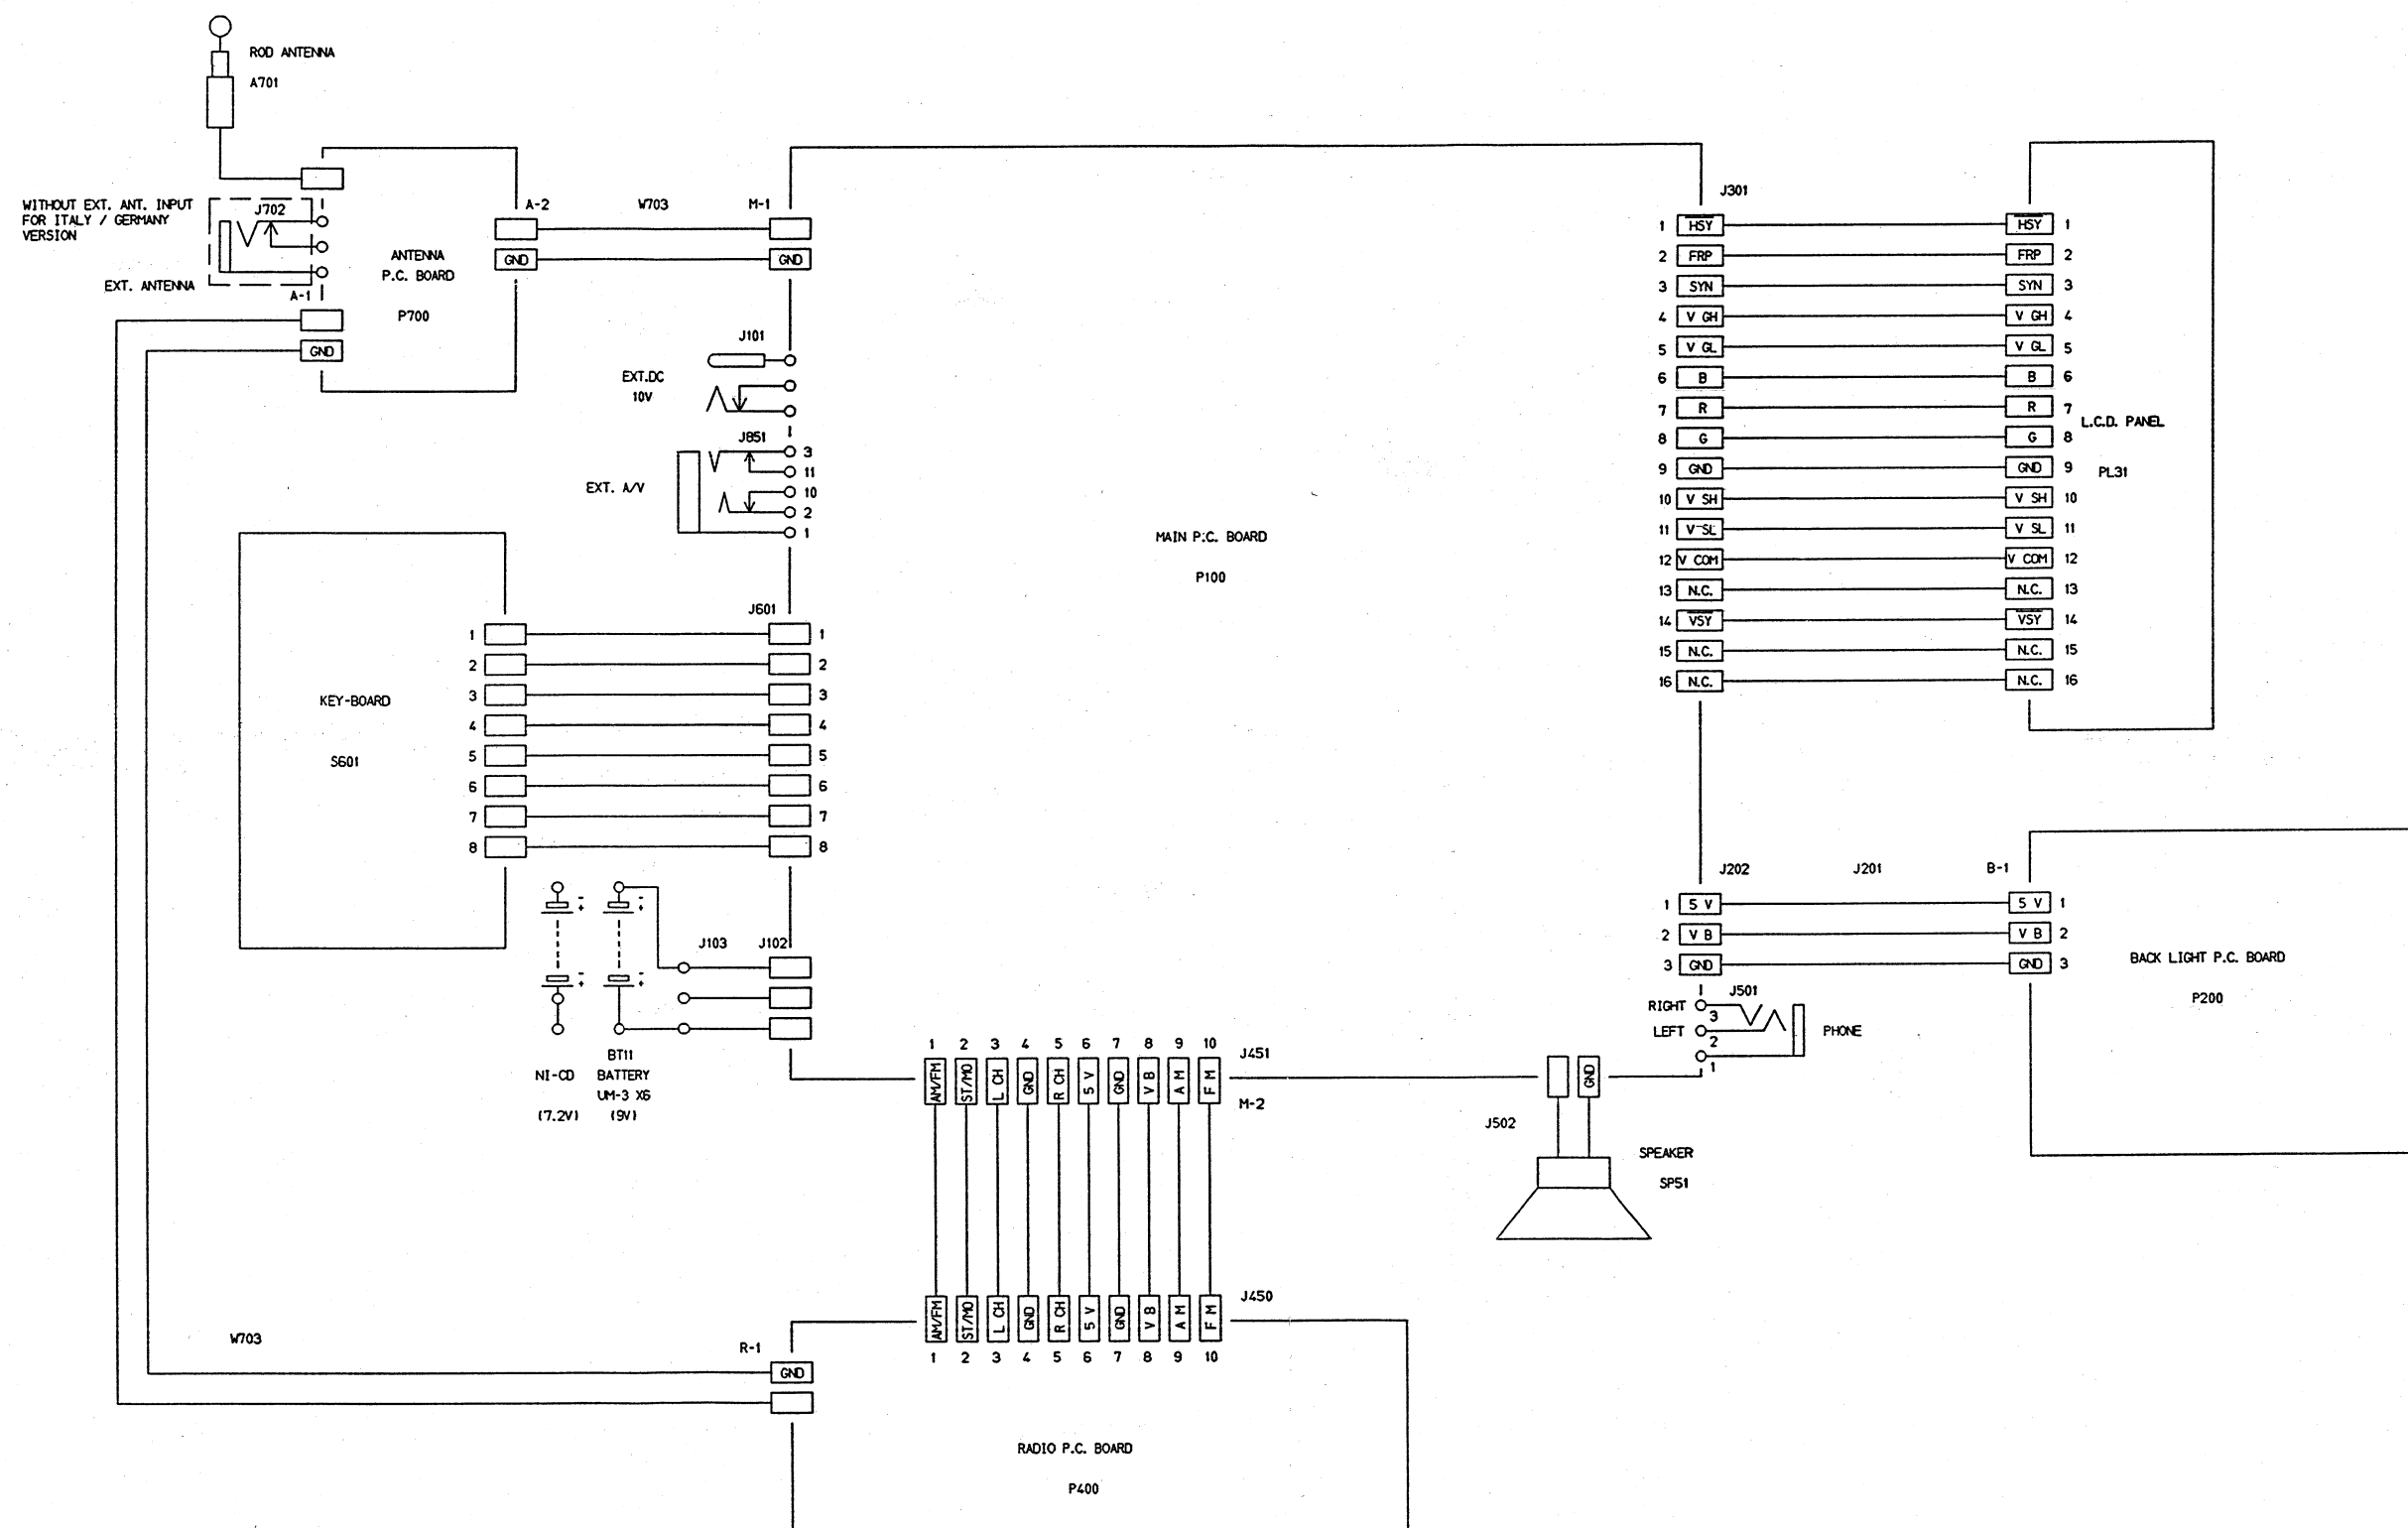 ROD ANTENNA
A701
WITHOUT EXT. ANT. INPUT
FOR ITALY / GERMANY
VERSION
J702
EXT. ANTENNA
A-1
GND
ANTENNA
P.C. BOARD
P700
A-2
W703
M-1
GND
GND
J101
EXT.DC
10V
J851
3
11
10
2
1
EXT. A/V
MAIN P.C. BOARD
P100
J301
1 HSY HSY 1
2 FRP FRP 2
3 SYN SYN 3
4 V GH V GH 4
5 V GL V GL 5
6 B B 6
7 R R 7
8 G G 8
9 GND GND 9
10 V SH V SH 10
11 V SL V SL 11
12 V COM V COM 12
13 N.C. N.C. 13
14 VSY VSY 14
15 N.C. N.C. 15
16 N.C. N.C. 16
L.C.D. PANEL
PL31
KEY-BOARD
S601
J601
1 1
2 2
3 3
4 4
5 5
6 6
7 7
8 8
- + - +
- + - +
J103 J102
NI-CD
(7.2V)
BT11
BATTERY
UM-3 X6
(9V)
J202 J201 B-1
1 5 V 5 V 1
2 V B V B 2
3 GND GND 3
BACK LIGHT P.C. BOARD
P200
J501
RIGHT 3
LEFT 2
1
PHONE
1 2 3 4 5 6 7 8 9 10
AM/FM ST/MO L CH GND R CH 5 V GND V B A M F M
J451
M-2
GND
J502
SPEAKER
SP51
J450
AM/FM ST/MO L CH GND R CH 5 V GND V B A M F M
1 2 3 4 5 6 7 8 9 10
W703
R-1
GND
RADIO P.C. BOARD
P400